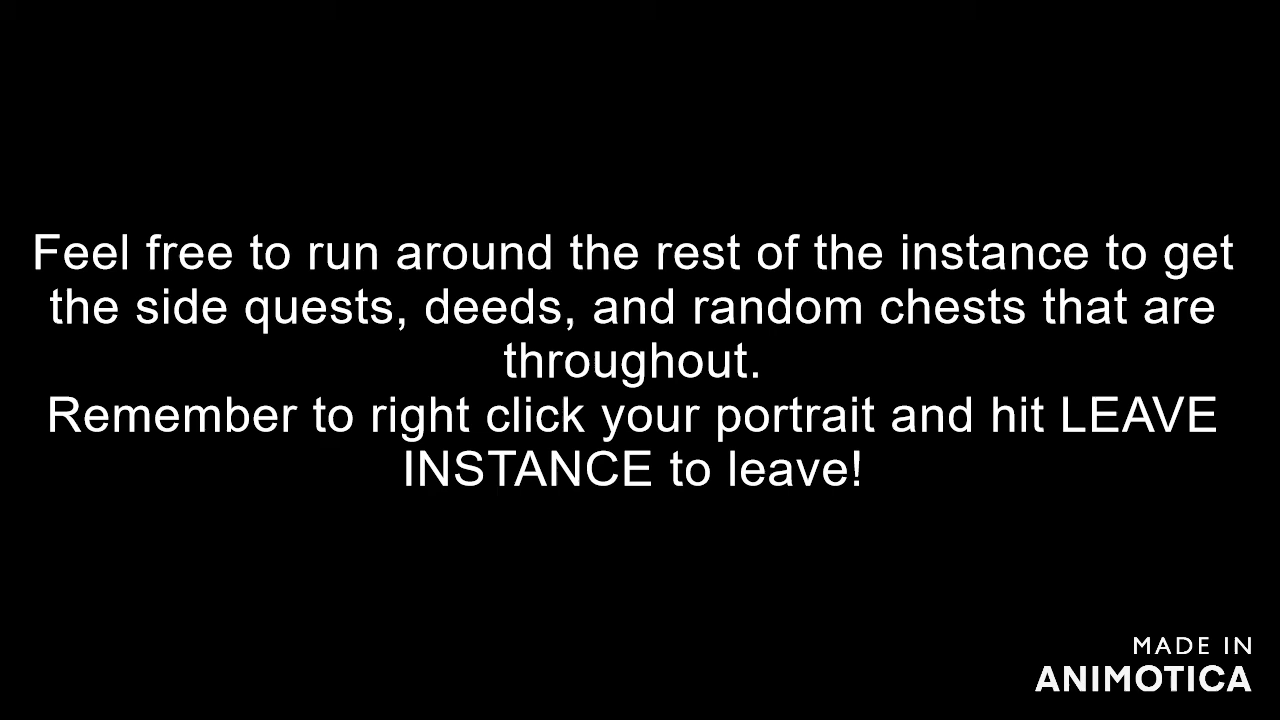 Feel free to run around the rest of the instance to get
the side quests, deeds, and random chests that are
throughout.
Remember to right click your portrait and hit LEAVE
INSTANCE to leave!
MADE IN
ANIMOTICA